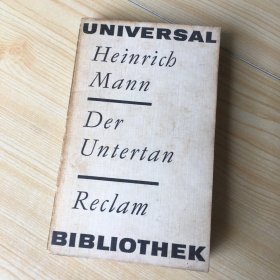 UNIVERSAL
Heinrich
Mann
Der
Untertan
Reclam
BIBLIOTHEK